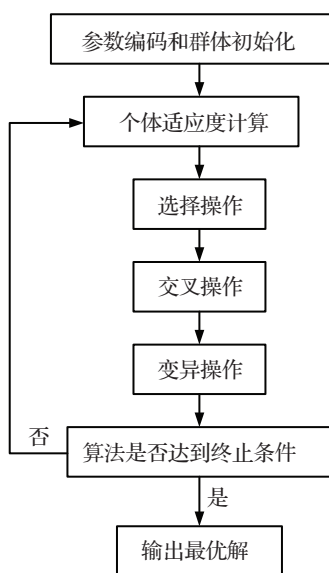 参数编码和群体初始化
个体适应度计算
选择操作
交叉操作
变异操作
否
算法是否达到终止条件
是
输出最优解